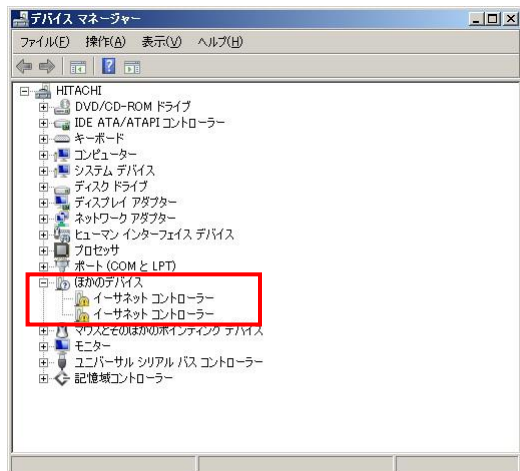 デバイス マネージャー
ファイル(F) 操作(A) 表示(V) ヘルプ(H)
HITACHI
DVD/CD-ROM ドライブ
IDE ATA/ATAPI コントローラー
キーボード
コンピューター
システム デバイス
ディスク ドライブ
ディスプレイ アダプター
ネットワーク アダプター
ヒューマン インターフェイス デバイス
プロセッサ
ポート (COM と LPT)
ほかのデバイス
イーサネット コントローラー
イーサネット コントローラー
マウスとそのほかのポインティング デバイス
モニター
ユニバーサル シリアル バス コントローラー
記憶域コントローラー